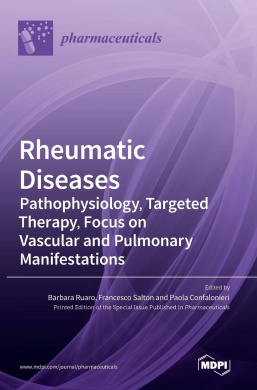 pharmaceuticals
Rheumatic
Diseases
Pathophysiology, Targeted
Therapy, Focus on
Vascular and Pulmonary
Manifestations
Edited by
Barbara Ruaro, Francesco Salton and Paola Confalonieri
Printed Edition of the Special Issue Published in Pharmaceuticals
www.mdpi.com/journal/pharmaceuticals
MDPI